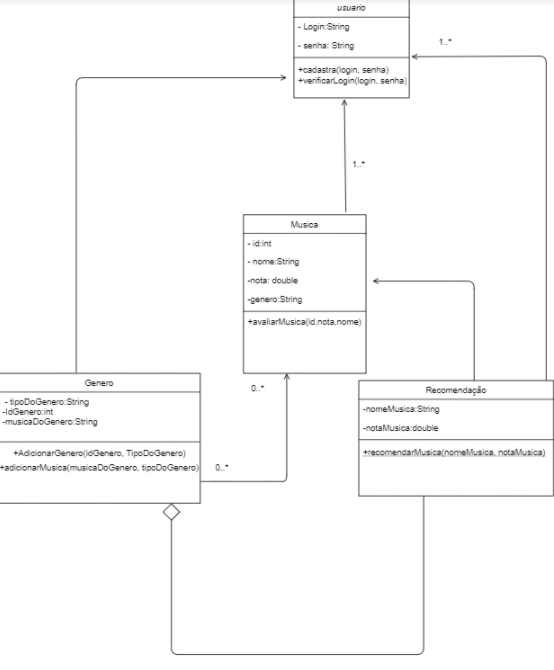 usuario
- Login:String
- senha: String
+cadastra(login, senha)
+verificarLogin(login, senha)
1..*
1..*
Musica
- id:int
- nome:String
-nota: double
-genero:String
+avaliarMusica(id,nota,nome)
0..*
Genero
- tipoDoGenero:String
-IdGenero:int
-musicaDoGenero:String
+AdicionarGenero(idGenero, TipoDoGenero)
+adicionarMusica(musicaDoGenero, tipoDoGenero)
0..*
Recomendação
-nomeMusica:String
-notaMusica:double
+recomendarMusica(nomeMusica, notaMusica)